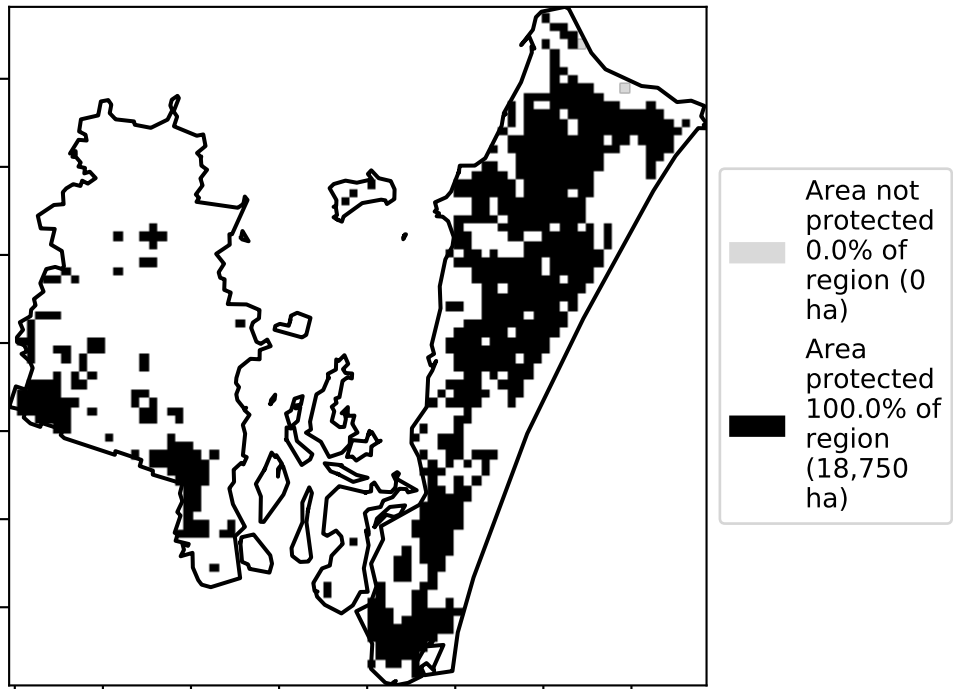 Area not
protected
0.0% of
region (0
ha)
Area
protected
100.0% of
region
(18,750
ha)